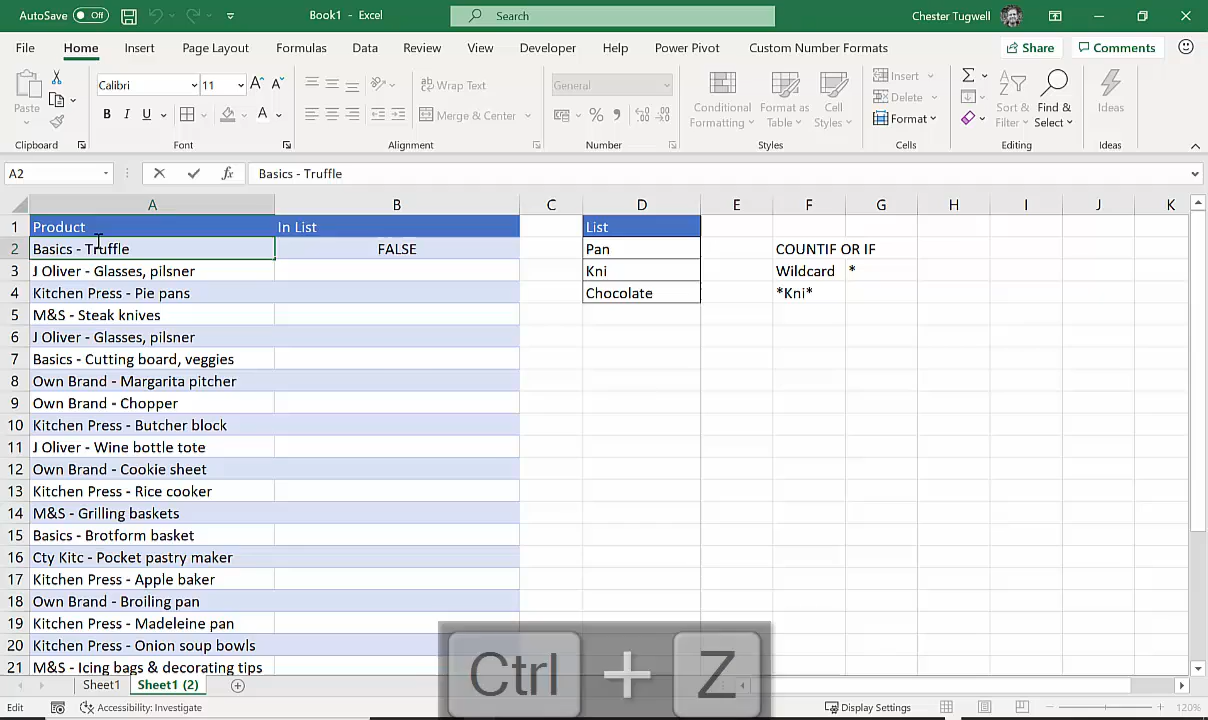 AutoSave Off Book1 - Excel Search Chester Tugwell
File Home Insert Page Layout Formulas Data Review View Developer Help Power Pivot Custom Number Formats Share Comments
Paste Calibri 11 Wrap Text General Conditional Formatting Format as Table Cell Styles Insert Sort & Filter Find & Select Ideas
B I U Merge & Center % Delete
Format
Clipboard Font Alignment Number Styles Cells Editing Ideas
A2 fx Basics - Truffle
A B C D E F G H I J K
1 Product In List List
2 Basics - Truffle FALSE Pan COUNTIF OR IF
3 J Oliver - Glasses, pilsner Kni Wildcard *
4 Kitchen Press - Pie pans Chocolate *Kni*
5 M&S - Steak knives
6 J Oliver - Glasses, pilsner
7 Basics - Cutting board, veggies
8 Own Brand - Margarita pitcher
9 Own Brand - Chopper
10 Kitchen Press - Butcher block
11 J Oliver - Wine bottle tote
12 Own Brand - Cookie sheet
13 Kitchen Press - Rice cooker
14 M&S - Grilling baskets
15 Basics - Brotform basket
16 Cty Kitc - Pocket pastry maker
17 Kitchen Press - Apple baker
18 Own Brand - Broiling pan
19 Kitchen Press - Madeleine pan
20 Kitchen Press - Onion soup bowls
21 M&S - Icing bags & decorating tips
Ctrl + Z
Sheet1 Sheet1 (2)
Edit Accessibility: Investigate Display Settings 120%